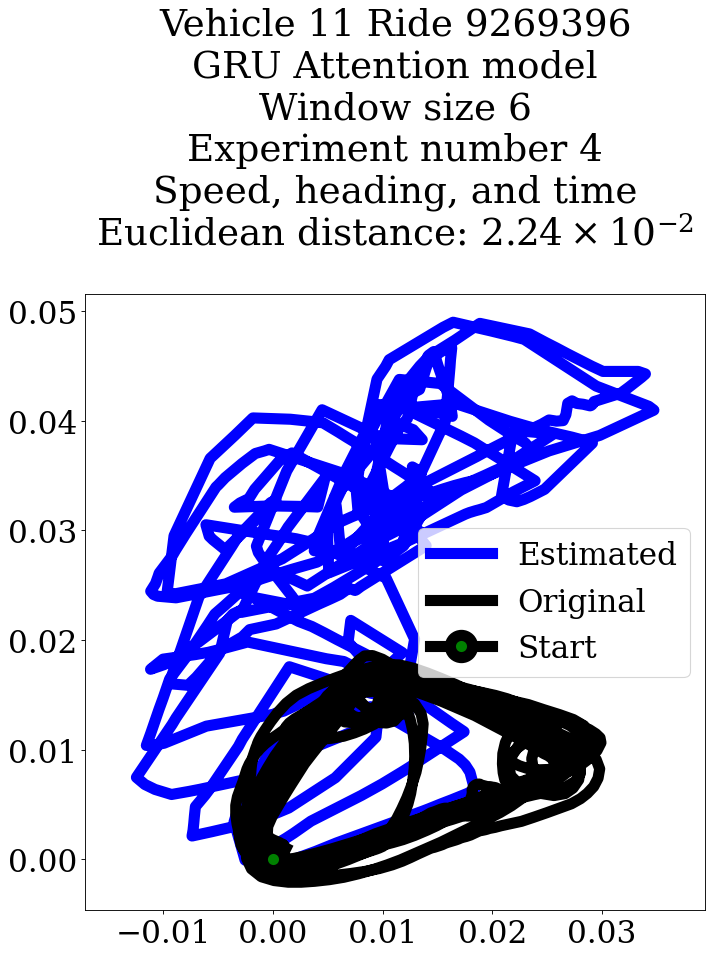 Vehicle 11 Ride 9269396
GRU Attention model
Window size 6
Experiment number 4
Speed, heading, and time
Euclidean distance: 2.24 × 10⁻²
0.05
0.04
0.03
0.02
0.01
0.00
Estimated
Original
Start
−0.01 0.00 0.01 0.02 0.03